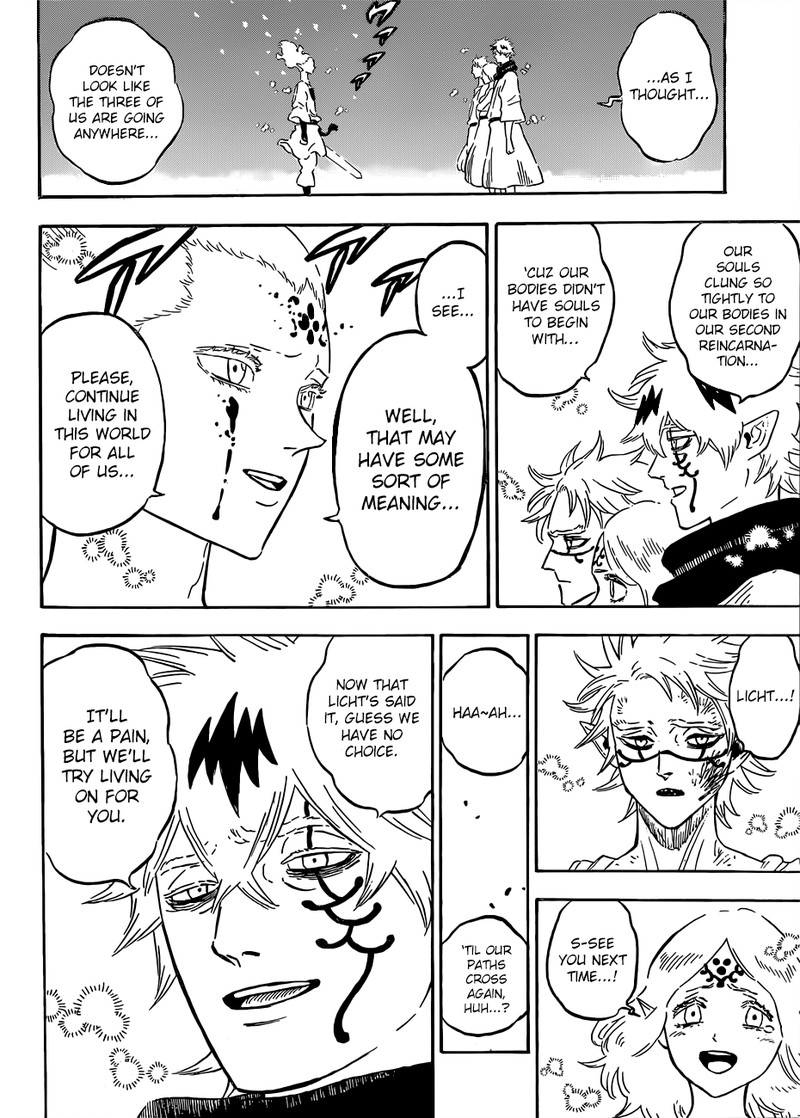 ...AS I
THOUGHT...
DOESN'T
LOOK LIKE
THE THREE OF
US ARE GOING
ANYWHERE...
OUR
SOULS
CLUNG SO
TIGHTLY TO
OUR BODIES IN
OUR SECOND
REINCARNA-
TION...
'CUZ OUR
BODIES DIDN'T
HAVE SOULS
TO BEGIN
WITH...
...I
SEE...
WELL,
THAT MAY
HAVE SOME
SORT OF
MEANING...
PLEASE,
CONTINUE
LIVING IN
THIS WORLD
FOR ALL
OF US...
LICHT...!
S-SEE
YOU NEXT
TIME...!
HAA~AH...
'TIL OUR
PATHS
CROSS
AGAIN,
HUH...?
NOW THAT
LICHT'S SAID
IT, GUESS WE
HAVE NO
CHOICE.
IT'LL
BE A PAIN,
BUT WE'LL
TRY LIVING
ON FOR
YOU.